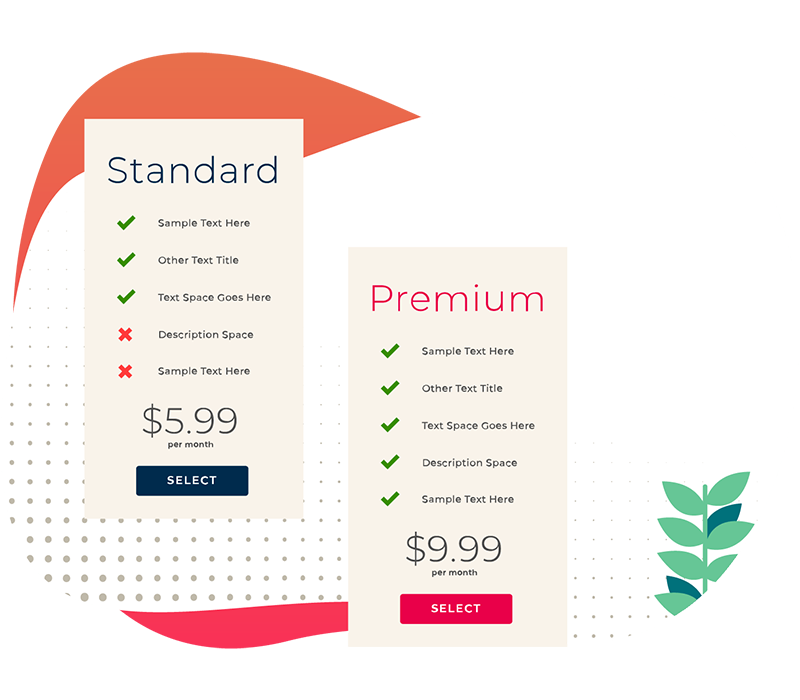 Standard
Sample Text Here
Other Text Title
Text Space Goes Here
Description Space
Sample Text Here
$5.99
per month
SELECT
Premium
Sample Text Here
Other Text Title
Text Space Goes Here
Description Space
Sample Text Here
$9.99
per month
SELECT